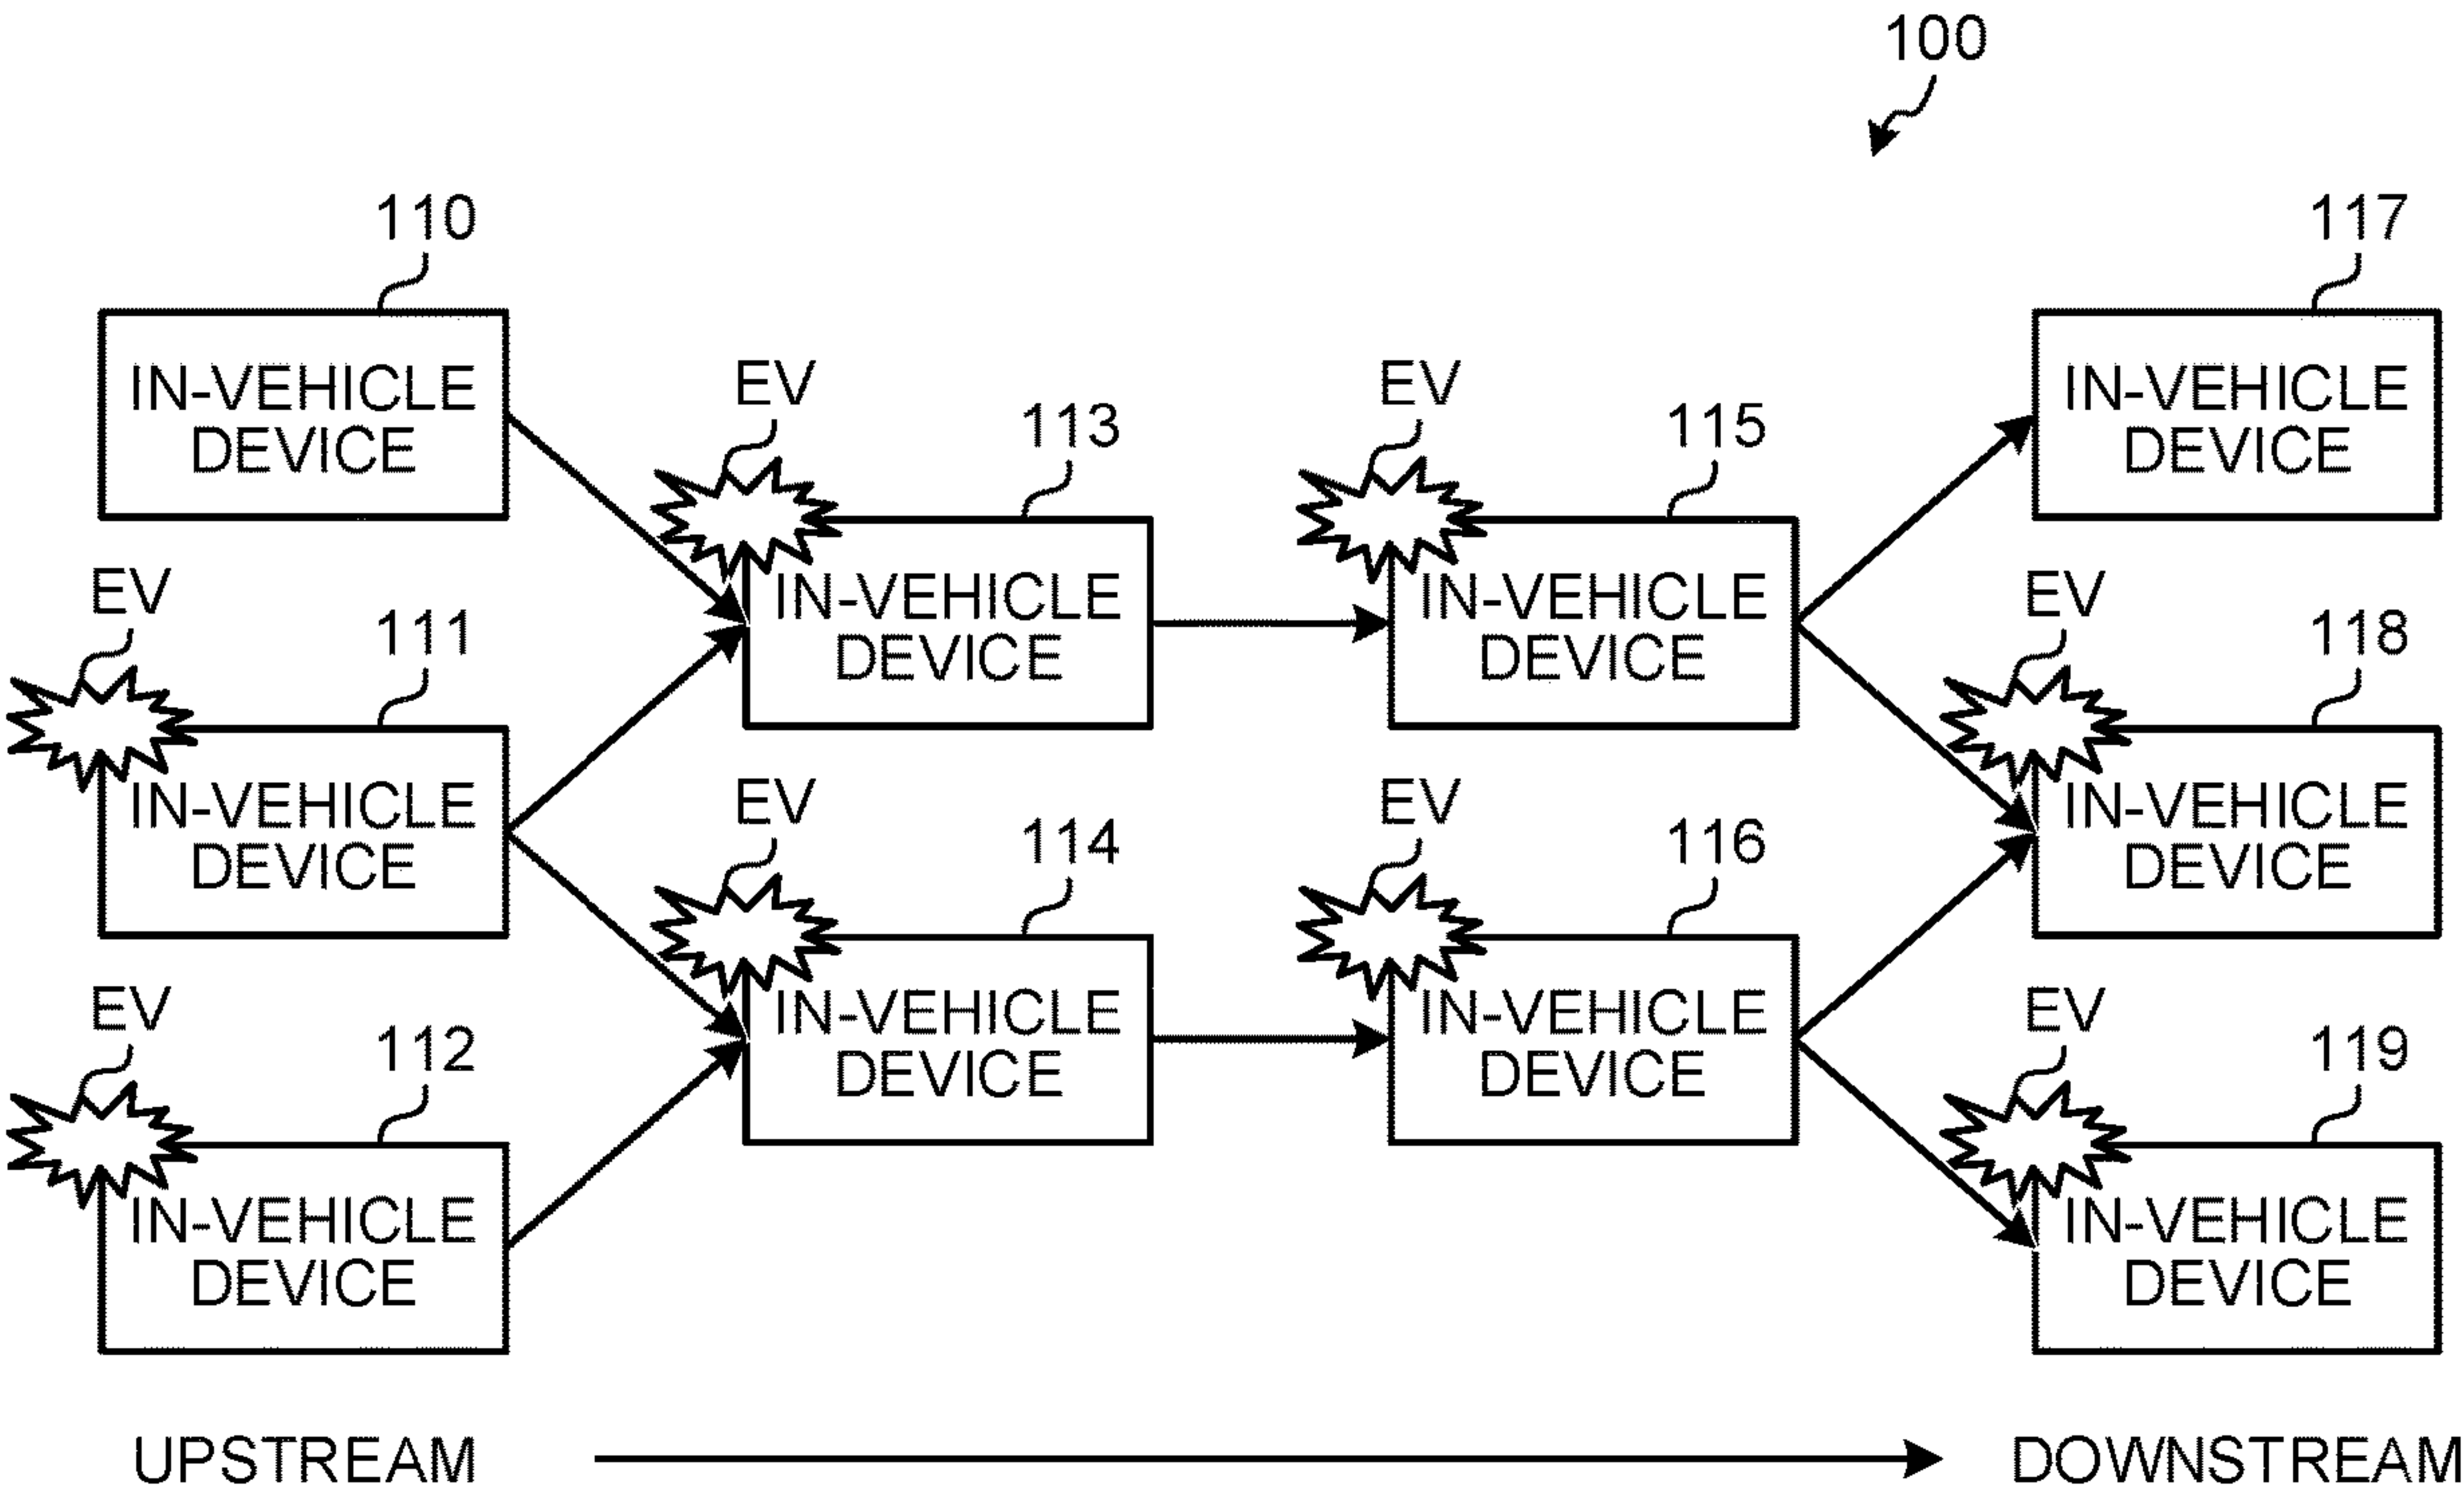 100
110
117
IN-VEHICLE
DEVICE
EV
113
EV
115
IN-VEHICLE
DEVICE
EV
111
IN-VEHICLE
DEVICE
IN-VEHICLE
DEVICE
EV
118
IN-VEHICLE
DEVICE
EV
114
EV
116
IN-VEHICLE
DEVICE
EV
112
IN-VEHICLE
DEVICE
IN-VEHICLE
DEVICE
EV
119
IN-VEHICLE
DEVICE
IN-VEHICLE
DEVICE
UPSTREAM
DOWNSTREAM